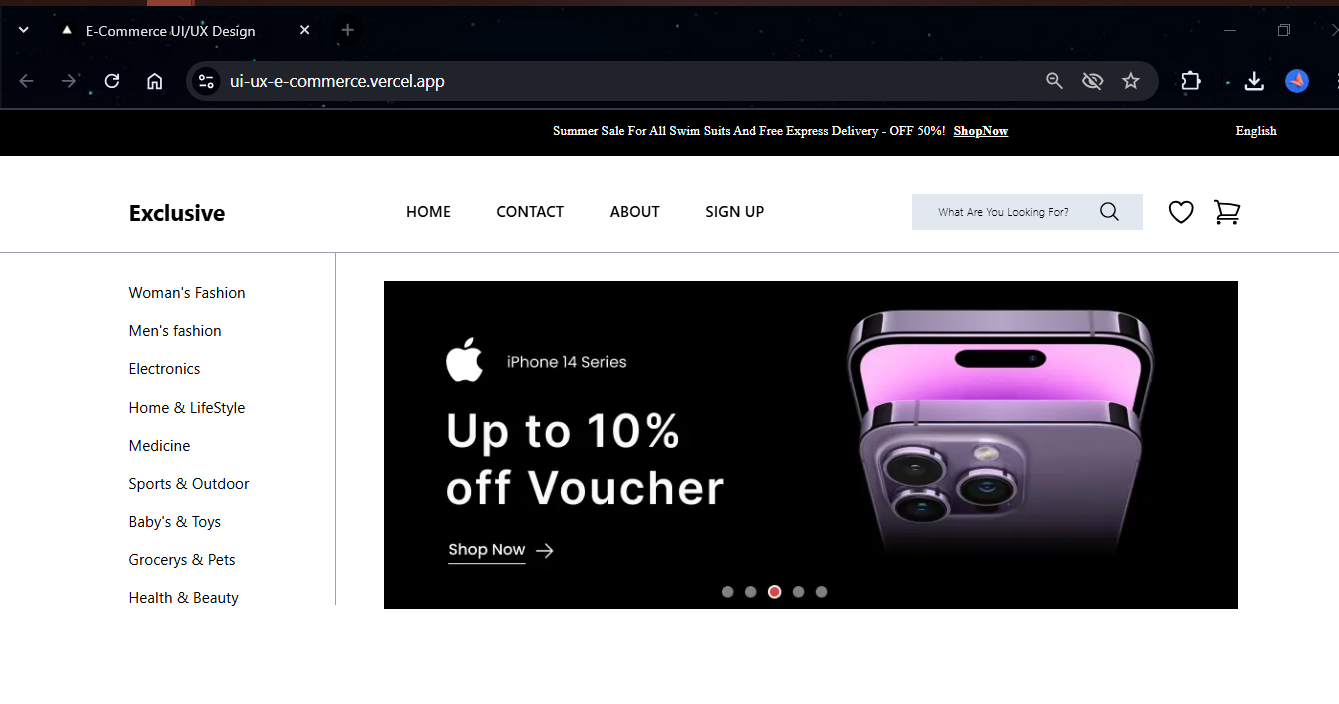 E-Commerce UI/UX Design
ui-ux-e-commerce.vercel.app
Summer Sale For All Swim Suits And Free Express Delivery - OFF 50%! ShopNow English
Exclusive HOME CONTACT ABOUT SIGN UP What Are You Looking For?
Woman's Fashion
Men's fashion
Electronics
Home & LifeStyle
Medicine
Sports & Outdoor
Baby's & Toys
Grocerys & Pets
Health & Beauty
iPhone 14 Series
Up to 10%
off Voucher
Shop Now